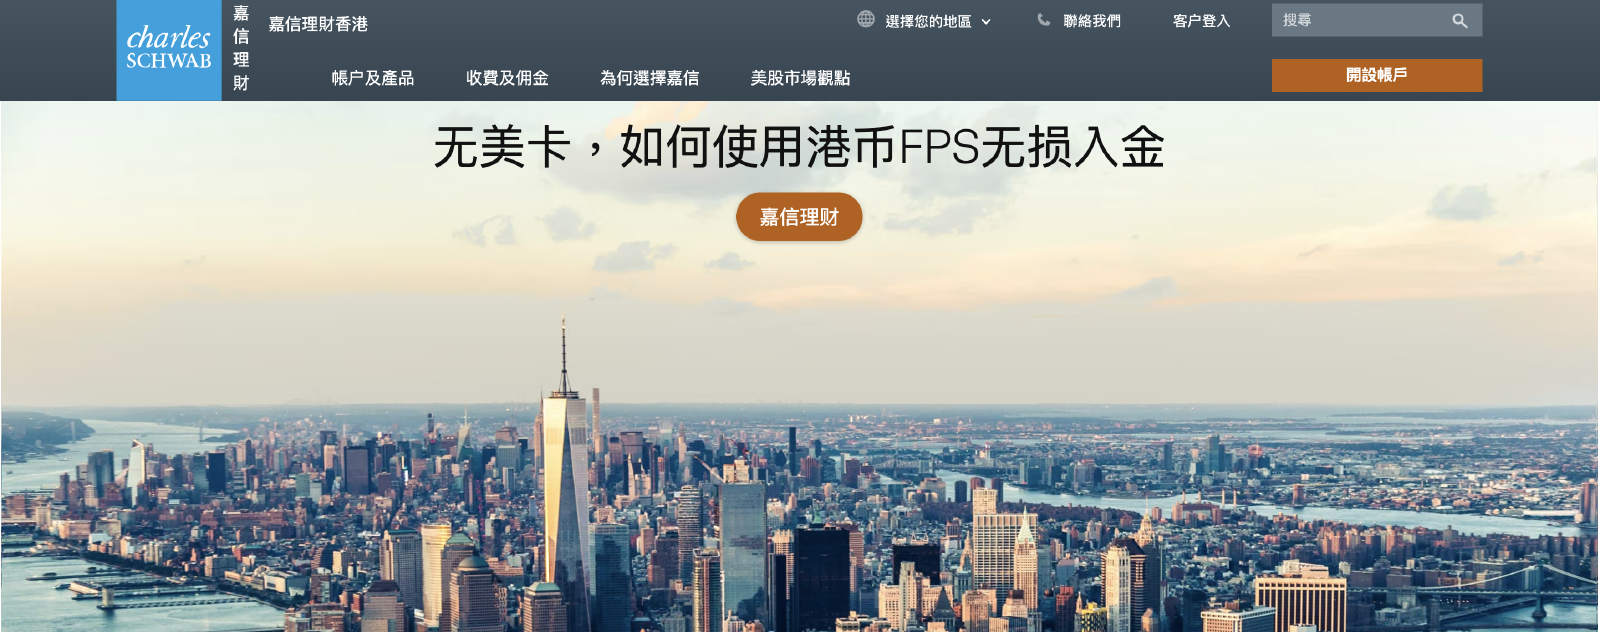 charles
SCHWAB
嘉信理財
嘉信理財香港
選擇您的地區
聯絡我們
客户登入
搜尋
帳户及產品
收費及佣金
為何選擇嘉信
美股市場觀點
開設帳戶
无美卡，如何使用港币FPS无损入金
嘉信理财